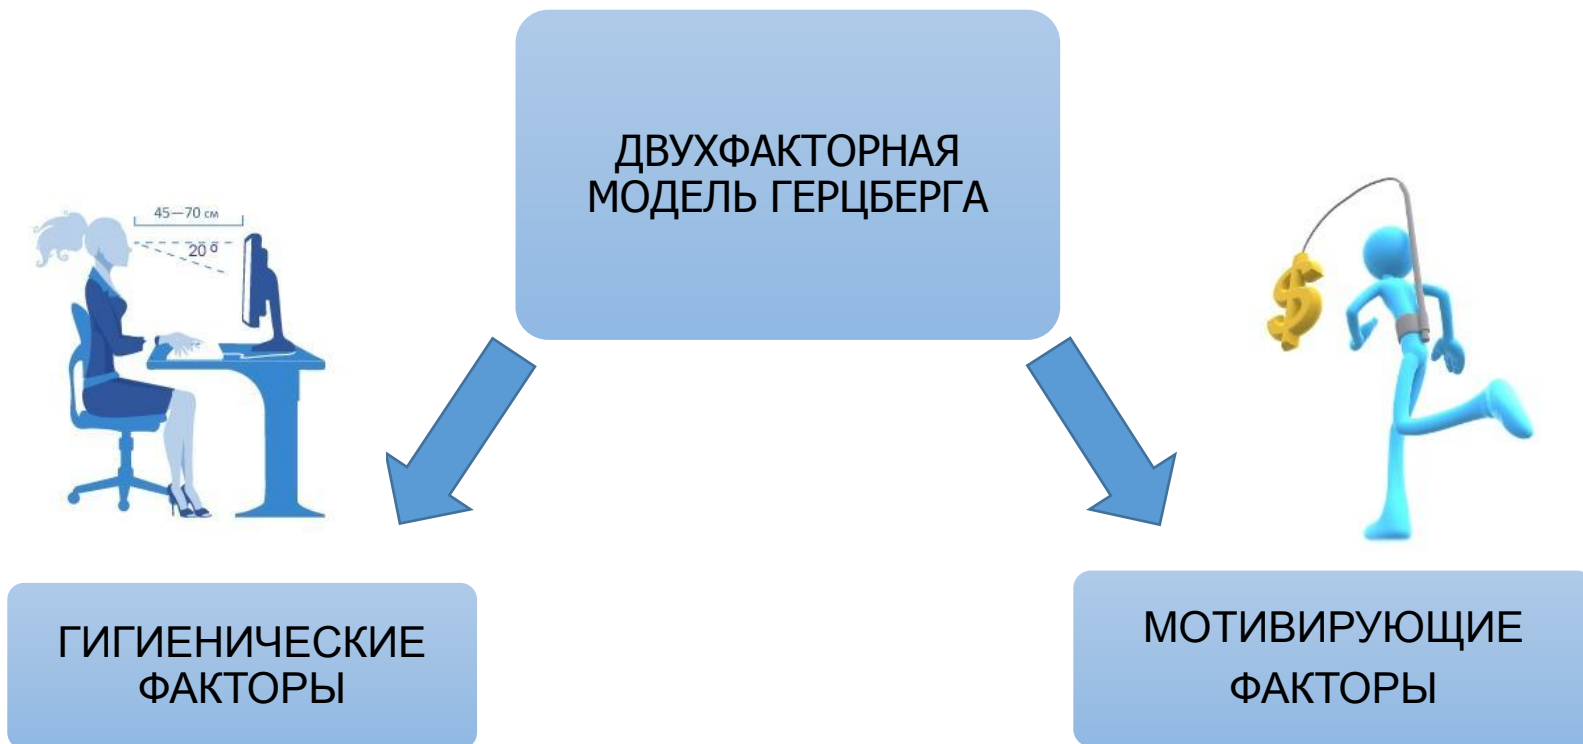 ДВУХФАКТОРНАЯ
МОДЕЛЬ ГЕРЦБЕРГА
45—70 см
20 º
$
ГИГИЕНИЧЕСКИЕ
ФАКТОРЫ
МОТИВИРУЮЩИЕ
ФАКТОРЫ